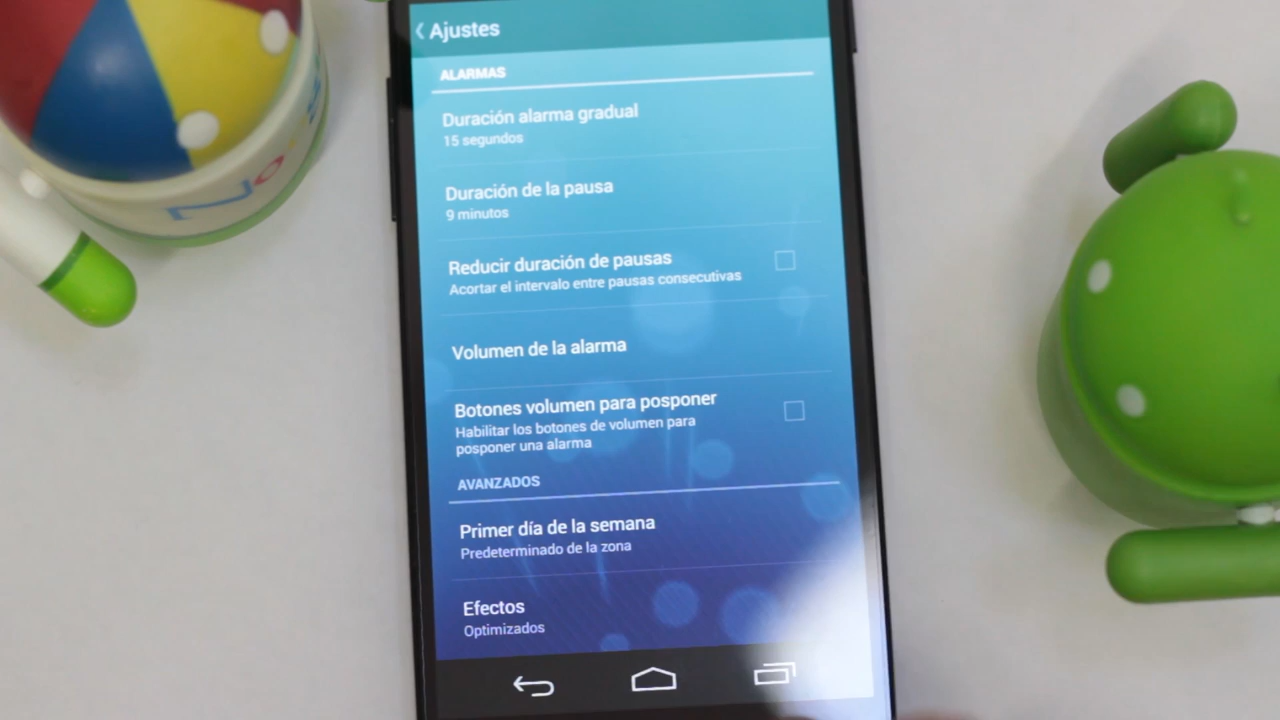 Ajustes
ALARMAS
Duración alarma gradual
15 segundos
Duración de la pausa
9 minutos
Reducir duración de pausas
Acortar el intervalo entre pausas consecutivas
Volumen de la alarma
Botones volumen para posponer
Habilitar los botones de volumen para
posponer una alarma
AVANZADOS
Primer día de la semana
Predeterminado de la zona
Efectos
Optimizados